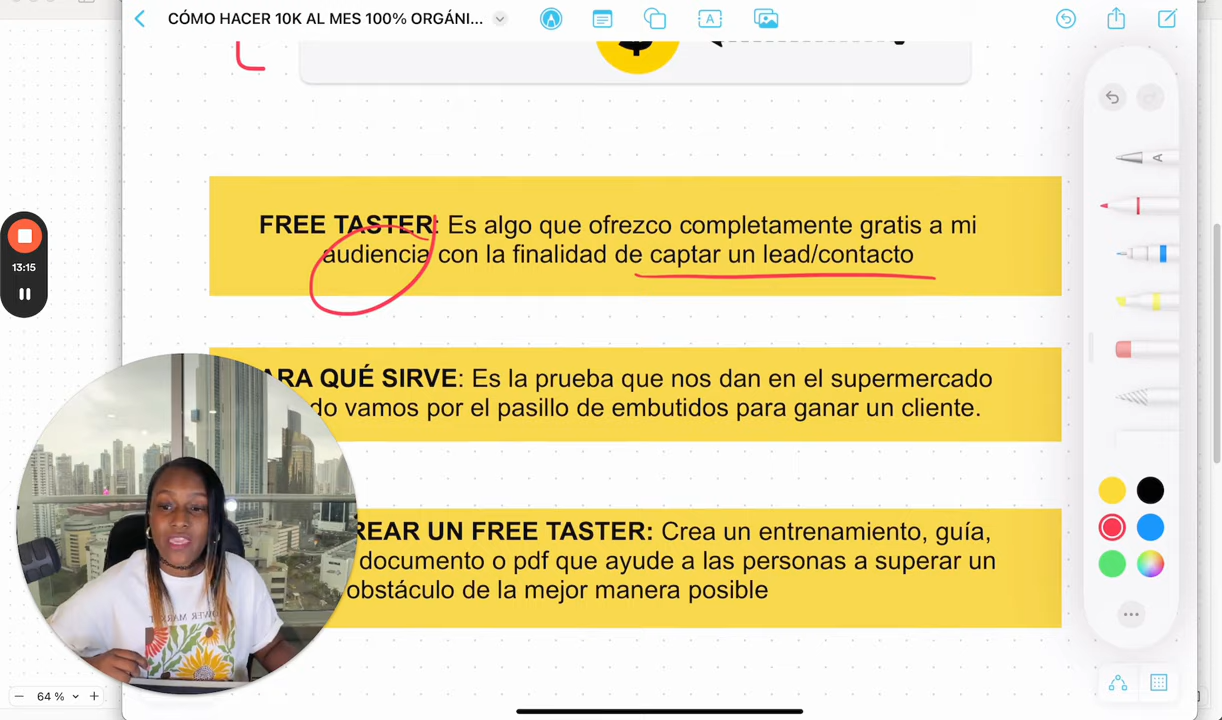 CÓMO HACER 10K AL MES 100% ORGÁNI...
A
A
FREE TASTER: Es algo que ofrezco completamente gratis a mi
audiencia con la finalidad de captar un lead/contacto
13:15
ARA QUÉ SIRVE: Es la prueba que nos dan en el supermercado
do vamos por el pasillo de embutidos para ganar un cliente.
REAR UN FREE TASTER: Crea un entrenamiento, guía,
documento o pdf que ayude a las personas a superar un
obstáculo de la mejor manera posible
64 %